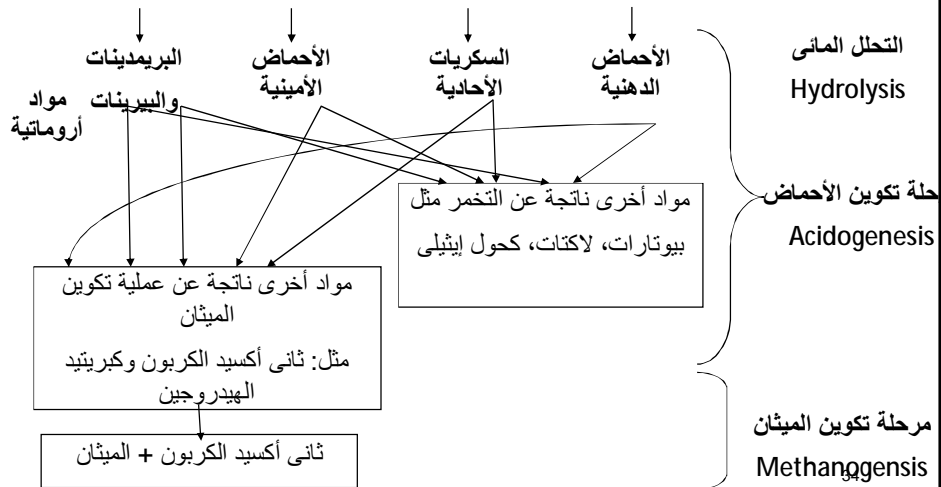 البريمدينات
والبيرينات
الأحماض
الأمينية
السكريات
الأحادية
الأحماض
الدهنية
التحلل المائى
Hydrolysis
مواد
أروماتية
مواد أخرى ناتجة عن التخمر مثل
بيوتارات، لاكتات، كحول إيثيلى
حلة تكوين الأحماض
Acidogenesis
مواد أخرى ناتجة عن عملية تكوين
الميثان
مثل: ثانى أكسيد الكربون وكبريتيد
الهيدروجين
ثانى أكسيد الكربون + الميثان
مرحلة تكوين الميثان
Methanogensis
34